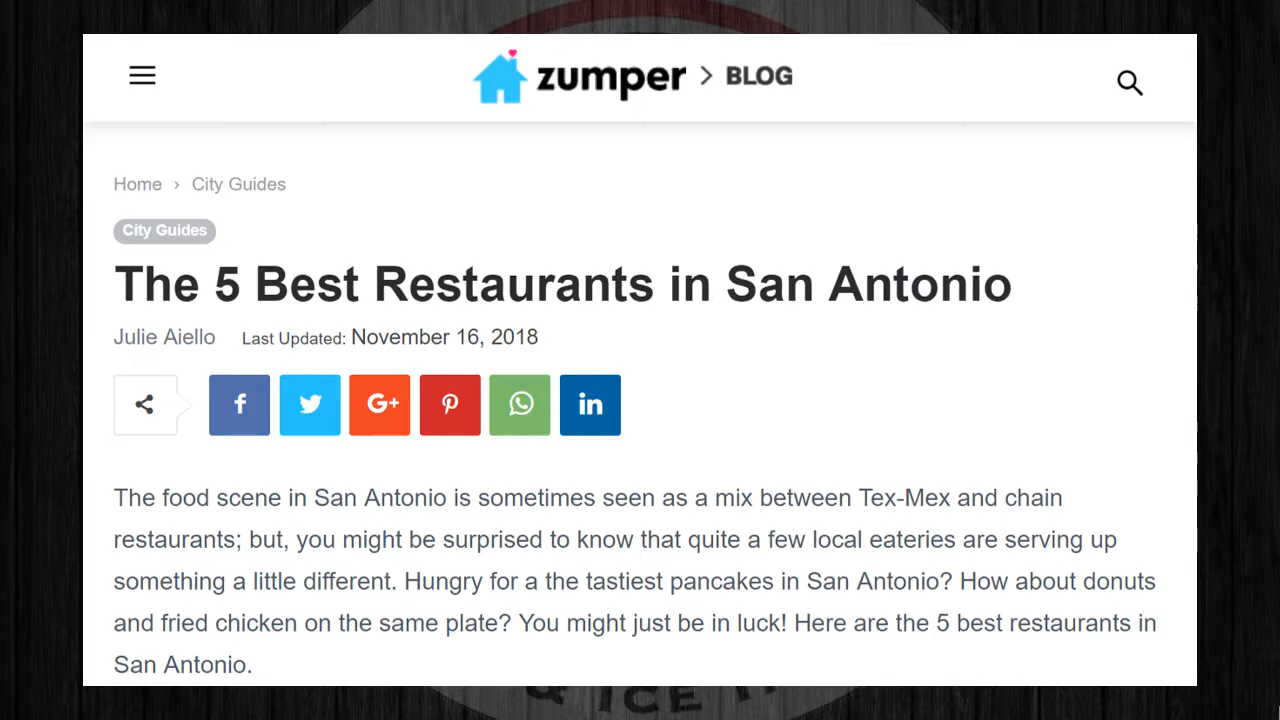 zumper > BLOG
Home › City Guides
City Guides
The 5 Best Restaurants in San Antonio
Julie Aiello Last Updated: November 16, 2018
f G+ in
The food scene in San Antonio is sometimes seen as a mix between Tex-Mex and chain
restaurants; but, you might be surprised to know that quite a few local eateries are serving up
something a little different. Hungry for a the tastiest pancakes in San Antonio? How about donuts
and fried chicken on the same plate? You might just be in luck! Here are the 5 best restaurants in
San Antonio.
ICE